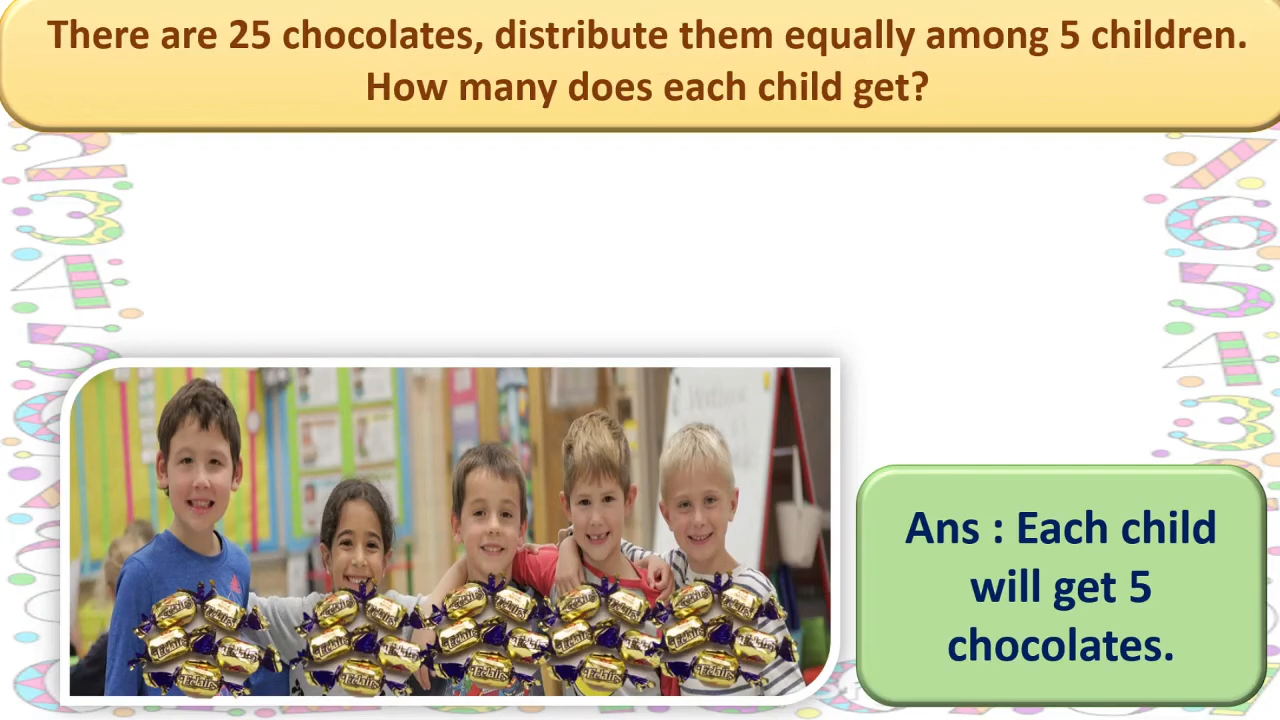 There are 25 chocolates, distribute them equally among 5 children.
How many does each child get?
Ans : Each child
will get 5
chocolates.